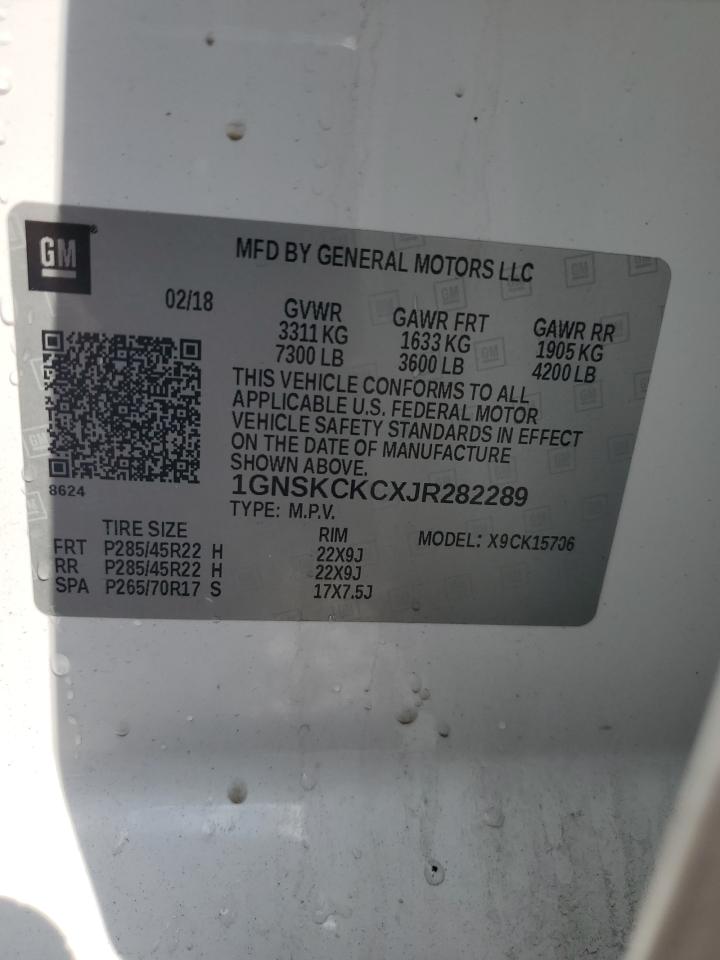 GM
MFD BY GENERAL MOTORS LLC
02/18
GVWR GAWR FRT GAWR RR
3311 KG 1633 KG 1905 KG
7300 LB 3600 LB 4200 LB
THIS VEHICLE CONFORMS TO ALL
APPLICABLE U.S. FEDERAL MOTOR
VEHICLE SAFETY STANDARDS IN EFFECT
ON THE DATE OF MANUFACTURE
SHOWN ABOVE.
8624
1GNSKCKCXJR282289
TYPE: M.P.V.
TIRE SIZE RIM MODEL: X9CK15706
FRT P285/45R22 H 22X9J
RR P285/45R22 H 22X9J
SPA P265/70R17 S 17X7.5J